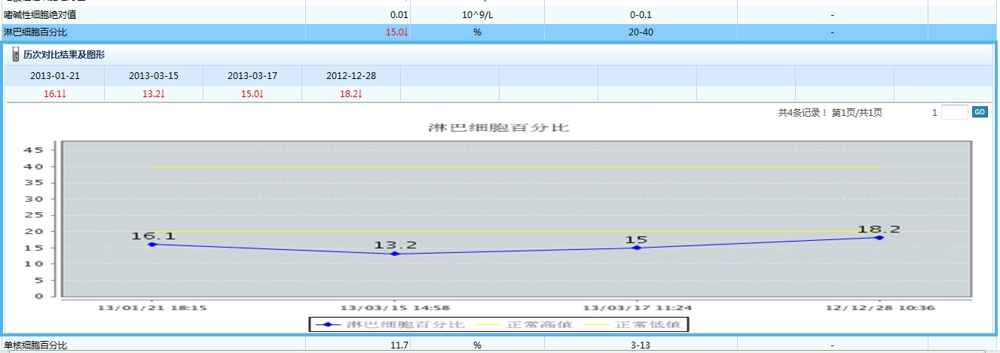 嗜碱性细胞绝对值 0.01 10^9/L 0-0.1 -
淋巴细胞百分比 15.0↓ % 20-40 -
历次对比结果及图形
2013-01-21 2013-03-15 2013-03-17 2012-12-28
16.1↓ 13.2↓ 15.0↓ 18.2↓
共4条记录！ 第1页/共1页 1 GO
淋巴细胞百分比
45
40
35
30
25
20
15
10
5
0
16.1 13.2 15 18.2
13/01/21 18:15 13/03/15 14:58 13/03/17 11:24 12/12/28 10:36
淋巴细胞百分比 正常高值 正常低值
单核细胞百分比 11.7 % 3-13 -